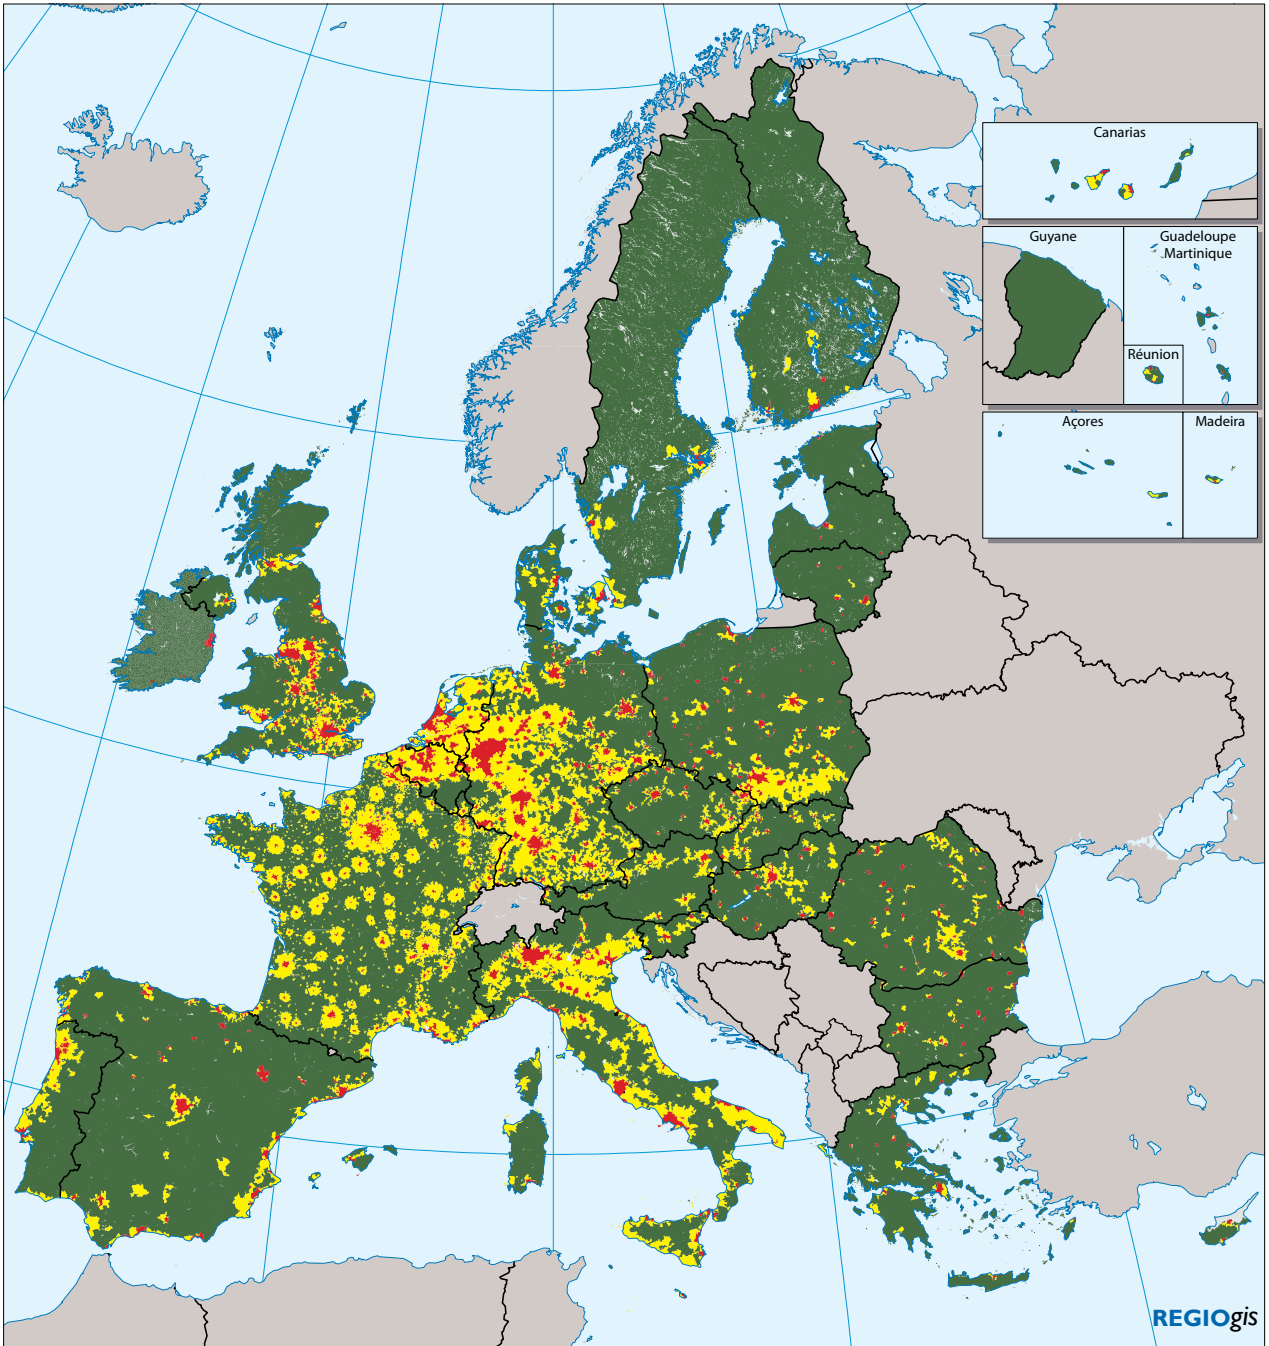 Canarias
Guyane
Guadeloupe
Martinique
Réunion
Açores
Madeira
REGIOgis